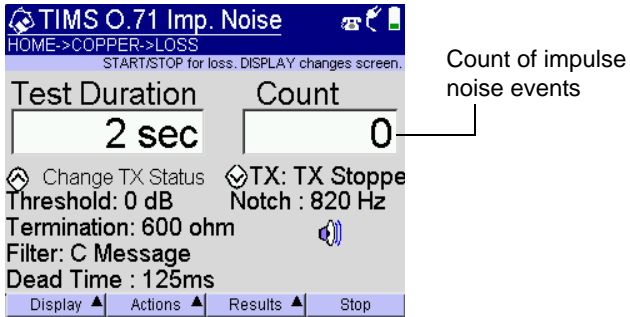 TIMS O.71 Imp. Noise
HOME->COPPER->LOSS
START/STOP for loss. DISPLAY changes screen.
Test Duration Count
2 sec 0
Count of impulse
noise events
Change TX Status TX: TX Stoppe
Threshold: 0 dB Notch : 820 Hz
Termination: 600 ohm
Filter: C Message
Dead Time : 125ms
Display Actions Results Stop